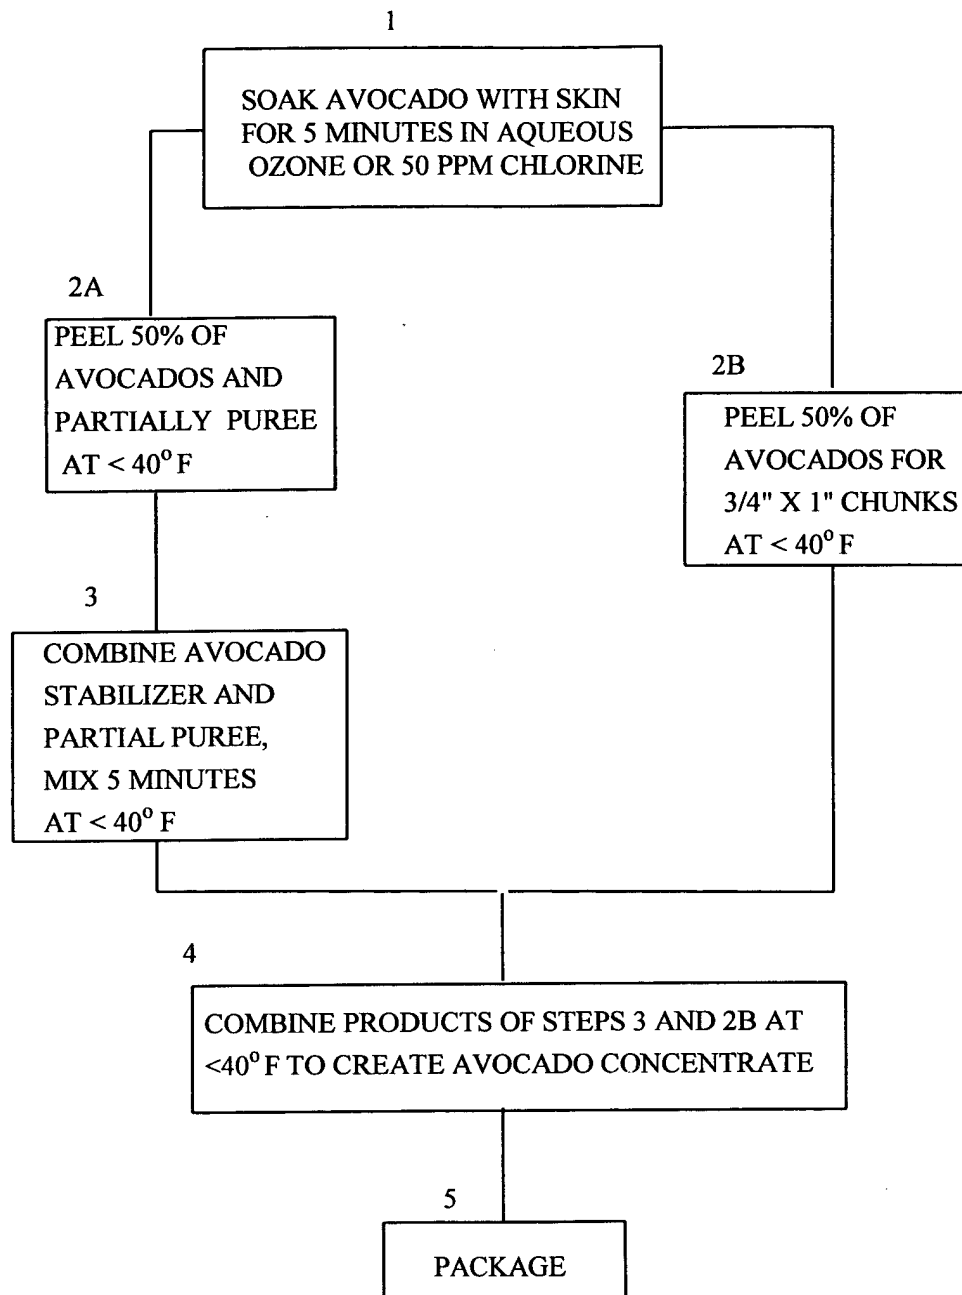 1
SOAK AVOCADO WITH SKIN
FOR 5 MINUTES IN AQUEOUS
OZONE OR 50 PPM CHLORINE
2A
PEEL 50% OF
AVOCADOS AND
PARTIALLY PUREE
AT < 40° F
2B
PEEL 50% OF
AVOCADOS FOR
3/4" X 1" CHUNKS
AT < 40° F
3
COMBINE AVOCADO
STABILIZER AND
PARTIAL PUREE,
MIX 5 MINUTES
AT < 40° F
4
COMBINE PRODUCTS OF STEPS 3 AND 2B AT
<40° F TO CREATE AVOCADO CONCENTRATE
5
PACKAGE